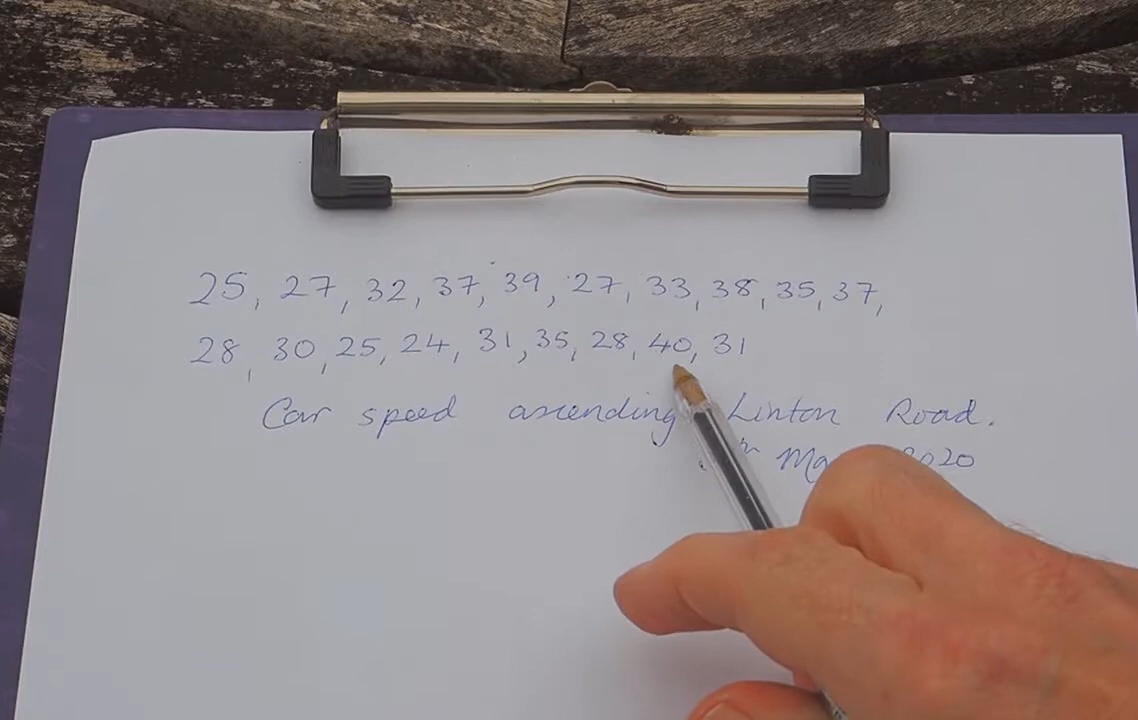 25, 27, 32, 37, 39, 27, 33, 38, 35, 37,
28, 30, 25, 24, 31, 35, 28, 40, 31
Car speed ascending Linton Road.
2020